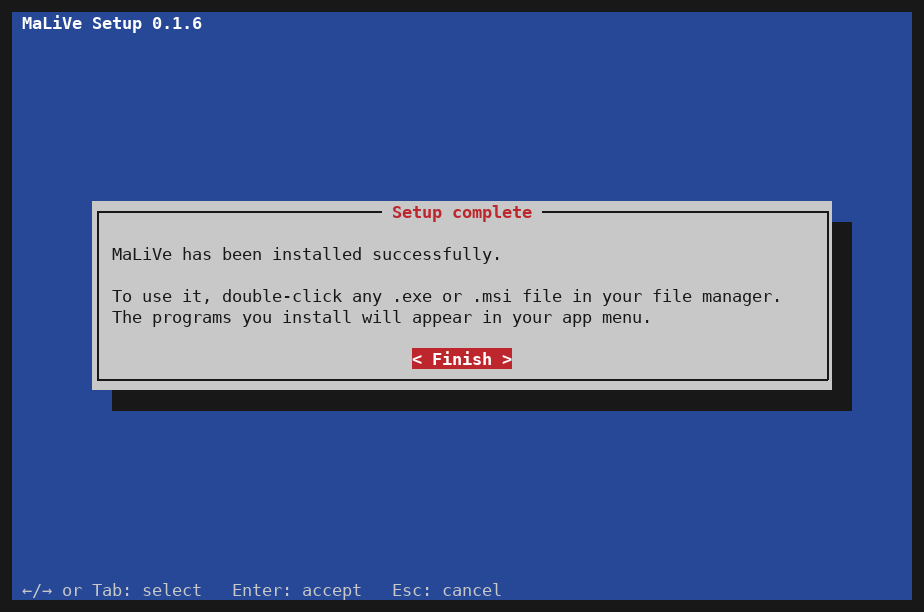 MaLiVe Setup 0.1.6
Setup complete
MaLiVe has been installed successfully.
To use it, double-click any .exe or .msi file in your file manager.
The programs you install will appear in your app menu.
< Finish >
←/→ or Tab: select   Enter: accept   Esc: cancel